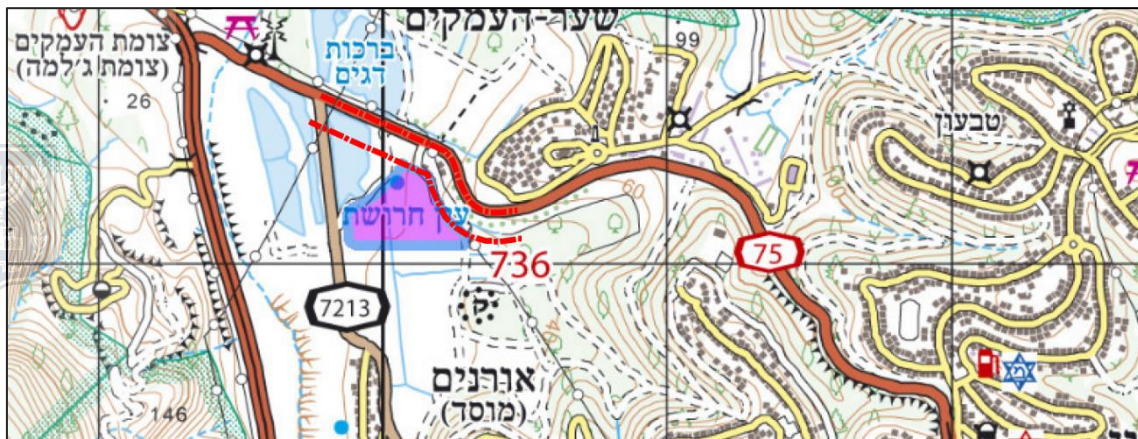 שער-העמקים
צומת העמקים
(צומת ג'למה)
ברכות
דגים
99
26
טבעון
60
עין חרושת
736
75
7213
אורנים
(מוסד)
146